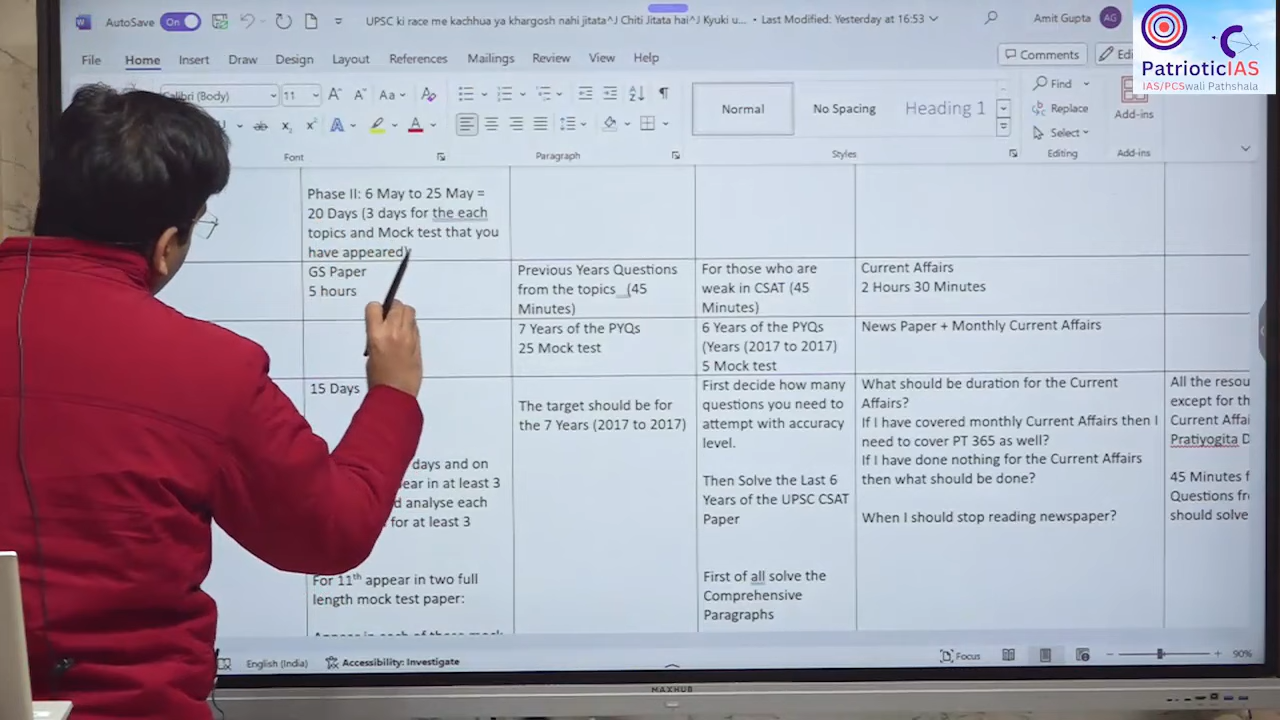 AutoSave
On
UPSC ki race me kachhua ya khargosh nahi jitata^J Chiti Jitata hai^J Kyuki u... • Last Modified: Yesterday at 16:53
Amit Gupta
AG
PatrioticIAS
IAS/PCSwali Pathshala
File Home Insert Draw Design Layout References Mailings Review View Help
Comments
(Body) 11
Aa
Normal
No Spacing
Heading 1
Find
Replace
Select
Add-ins
Font
Paragraph
Styles
Editing
Add-ins
Phase II: 6 May to 25 May =
20 Days (3 days for the each
topics and Mock test that you
have appeared)
GS Paper
5 hours
Previous Years Questions
from the topics (45
Minutes)
For those who are
weak in CSAT (45
Minutes)
Current Affairs
2 Hours 30 Minutes
7 Years of the PYQs
25 Mock test
6 Years of the PYQs
(Years (2017 to 2017)
5 Mock test
News Paper + Monthly Current Affairs
15 Days
days and on
in at least 3
analyse each
for at least 3
For 11th appear in two full
length mock test paper:
The target should be for
the 7 Years (2017 to 2017)
First decide how many
questions you need to
attempt with accuracy
level.
Then Solve the Last 6
Years of the UPSC CSAT
Paper
First of all solve the
Comprehensive
Paragraphs
What should be duration for the Current
Affairs?
If I have covered monthly Current Affairs then I
need to cover PT 365 as well?
If I have done nothing for the Current Affairs
then what should be done?
When I should stop reading newspaper?
All the
except for
Current
Pratiyogita
45 Minutes
Questions
should solve
English (India)
Accessibility: Investigate
Focus
90%
MAXHUB